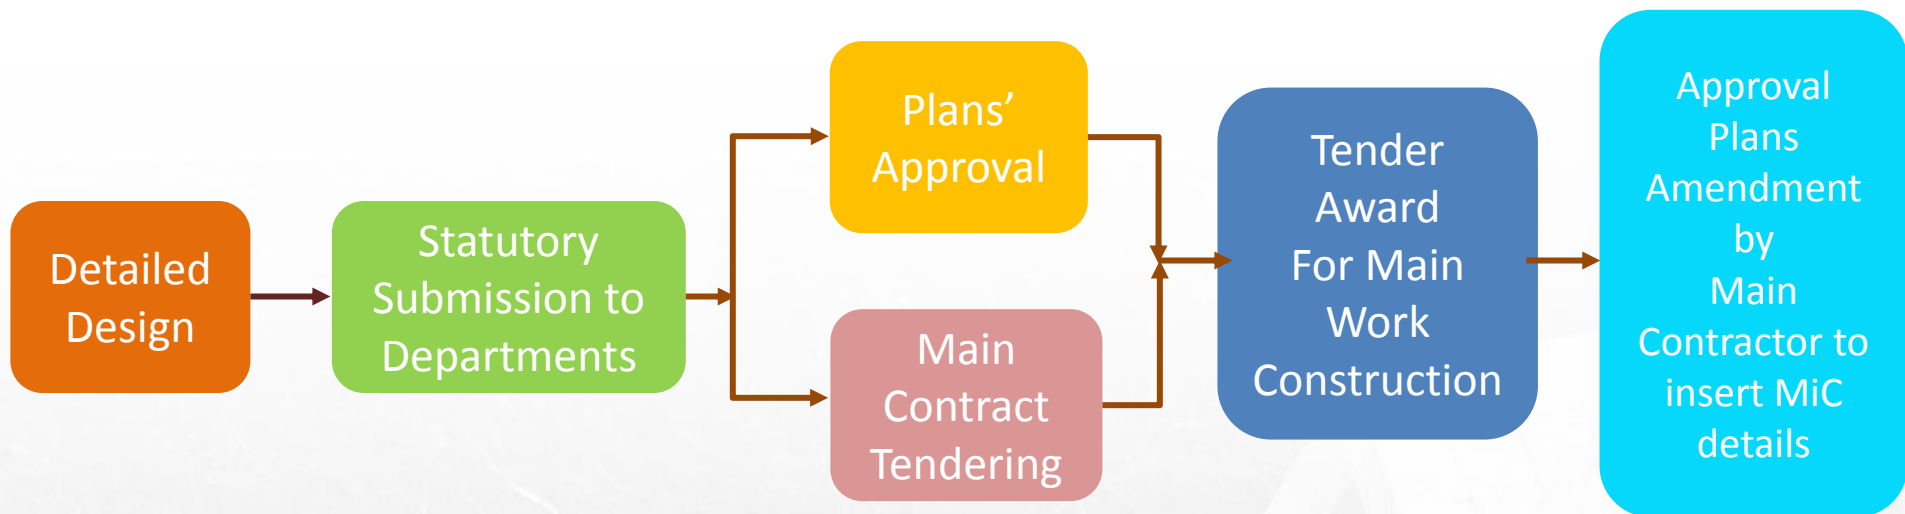 Detailed
Design
Statutory
Submission to
Departments
Plans’
Approval
Main
Contract
Tendering
Tender
Award
For Main
Work
Construction
Approval
Plans
Amendment
by
Main
Contractor to
insert MiC
details